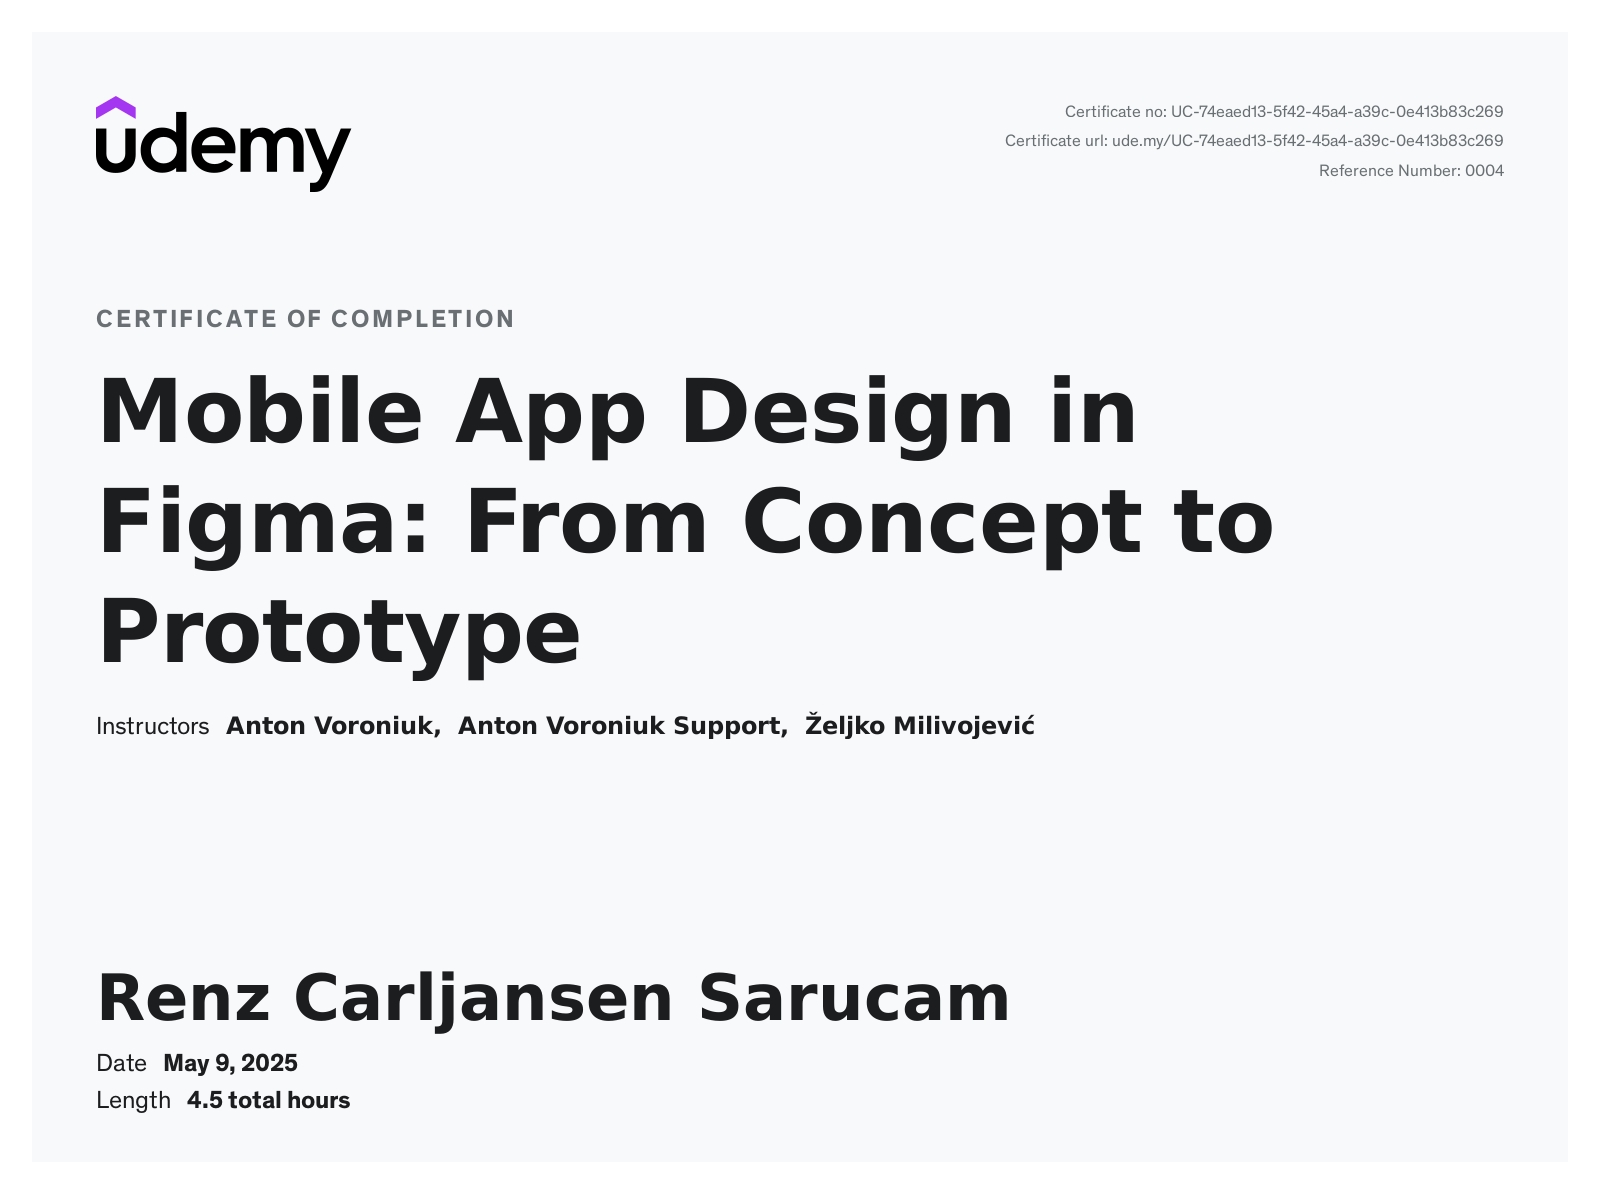 udemy
Certificate no: UC-74eaed13-5f42-45a4-a39c-0e413b83c269
Certificate url: ude.my/UC-74eaed13-5f42-45a4-a39c-0e413b83c269
Reference Number: 0004
CERTIFICATE OF COMPLETION
Mobile App Design in
Figma: From Concept to
Prototype
Instructors Anton Voroniuk, Anton Voroniuk Support, Željko Milivojević
Renz Carljansen Sarucam
Date May 9, 2025
Length 4.5 total hours